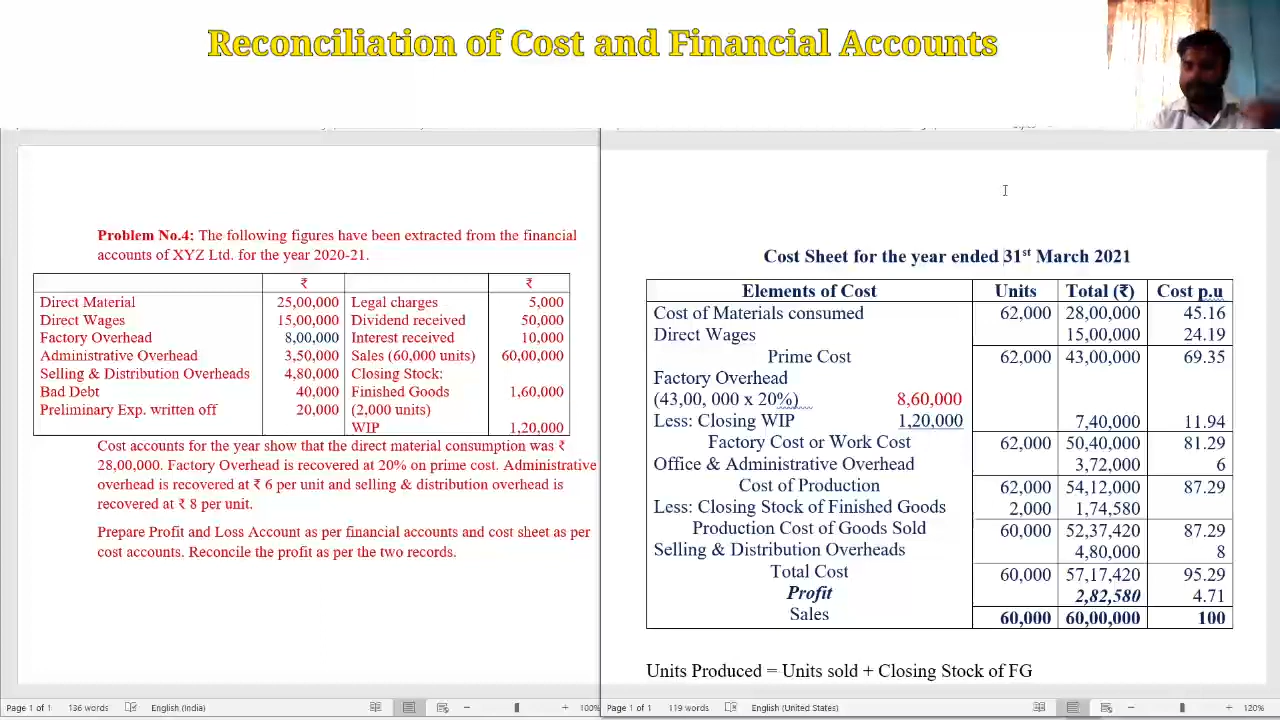 Reconciliation of Cost and Financial Accounts
Problem No.4: The following figures have been extracted from the financial
accounts of XYZ Ltd. for the year 2020-21.
₹ ₹
Direct Material 25,00,000 Legal charges 5,000
Direct Wages 15,00,000 Dividend received 50,000
Factory Overhead 8,00,000 Interest received 10,000
Administrative Overhead 3,50,000 Sales (60,000 units) 60,00,000
Selling & Distribution Overheads 4,80,000 Closing Stock:
Bad Debt 40,000 Finished Goods 1,60,000
Preliminary Exp. written off 20,000 (2,000 units)
WIP 1,20,000
Cost accounts for the year show that the direct material consumption was ₹
28,00,000. Factory Overhead is recovered at 20% on prime cost. Administrative
overhead is recovered at ₹ 6 per unit and selling & distribution overhead is
recovered at ₹ 8 per unit.
Prepare Profit and Loss Account as per financial accounts and cost sheet as per
cost accounts. Reconcile the profit as per the two records.
Page 1 of 1 136 words English (India) 100%
Cost Sheet for the year ended 31st March 2021
Elements of Cost Units Total (₹) Cost p.u
Cost of Materials consumed 62,000 28,00,000 45.16
Direct Wages 15,00,000 24.19
Prime Cost 62,000 43,00,000 69.35
Factory Overhead
(43,00, 000 x 20%) 8,60,000
Less: Closing WIP 1,20,000 7,40,000 11.94
Factory Cost or Work Cost 62,000 50,40,000 81.29
Office & Administrative Overhead 3,72,000 6
Cost of Production 62,000 54,12,000 87.29
Less: Closing Stock of Finished Goods 2,000 1,74,580
Production Cost of Goods Sold 60,000 52,37,420 87.29
Selling & Distribution Overheads 4,80,000 8
Total Cost 60,000 57,17,420 95.29
Profit 2,82,580 4.71
Sales 60,000 60,00,000 100
Units Produced = Units sold + Closing Stock of FG
Page 1 of 1 119 words English (United States) 120%